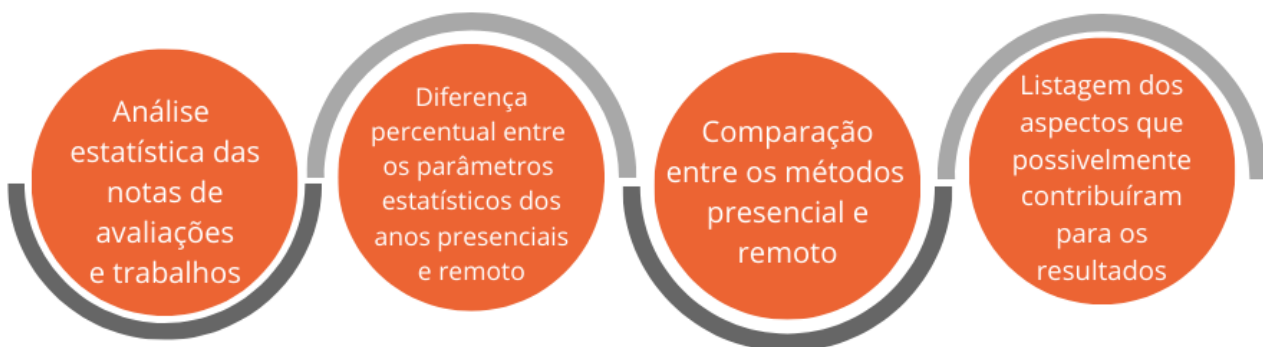 Análise
estatística das
notas de
avaliações
e trabalhos
Diferença
percentual entre
os parâmetros
estatísticos dos
anos presenciais
e remoto
Comparação
entre os métodos
presencial e
remoto
Listagem dos
aspectos que
possivelmente
contribuíram
para os
resultados